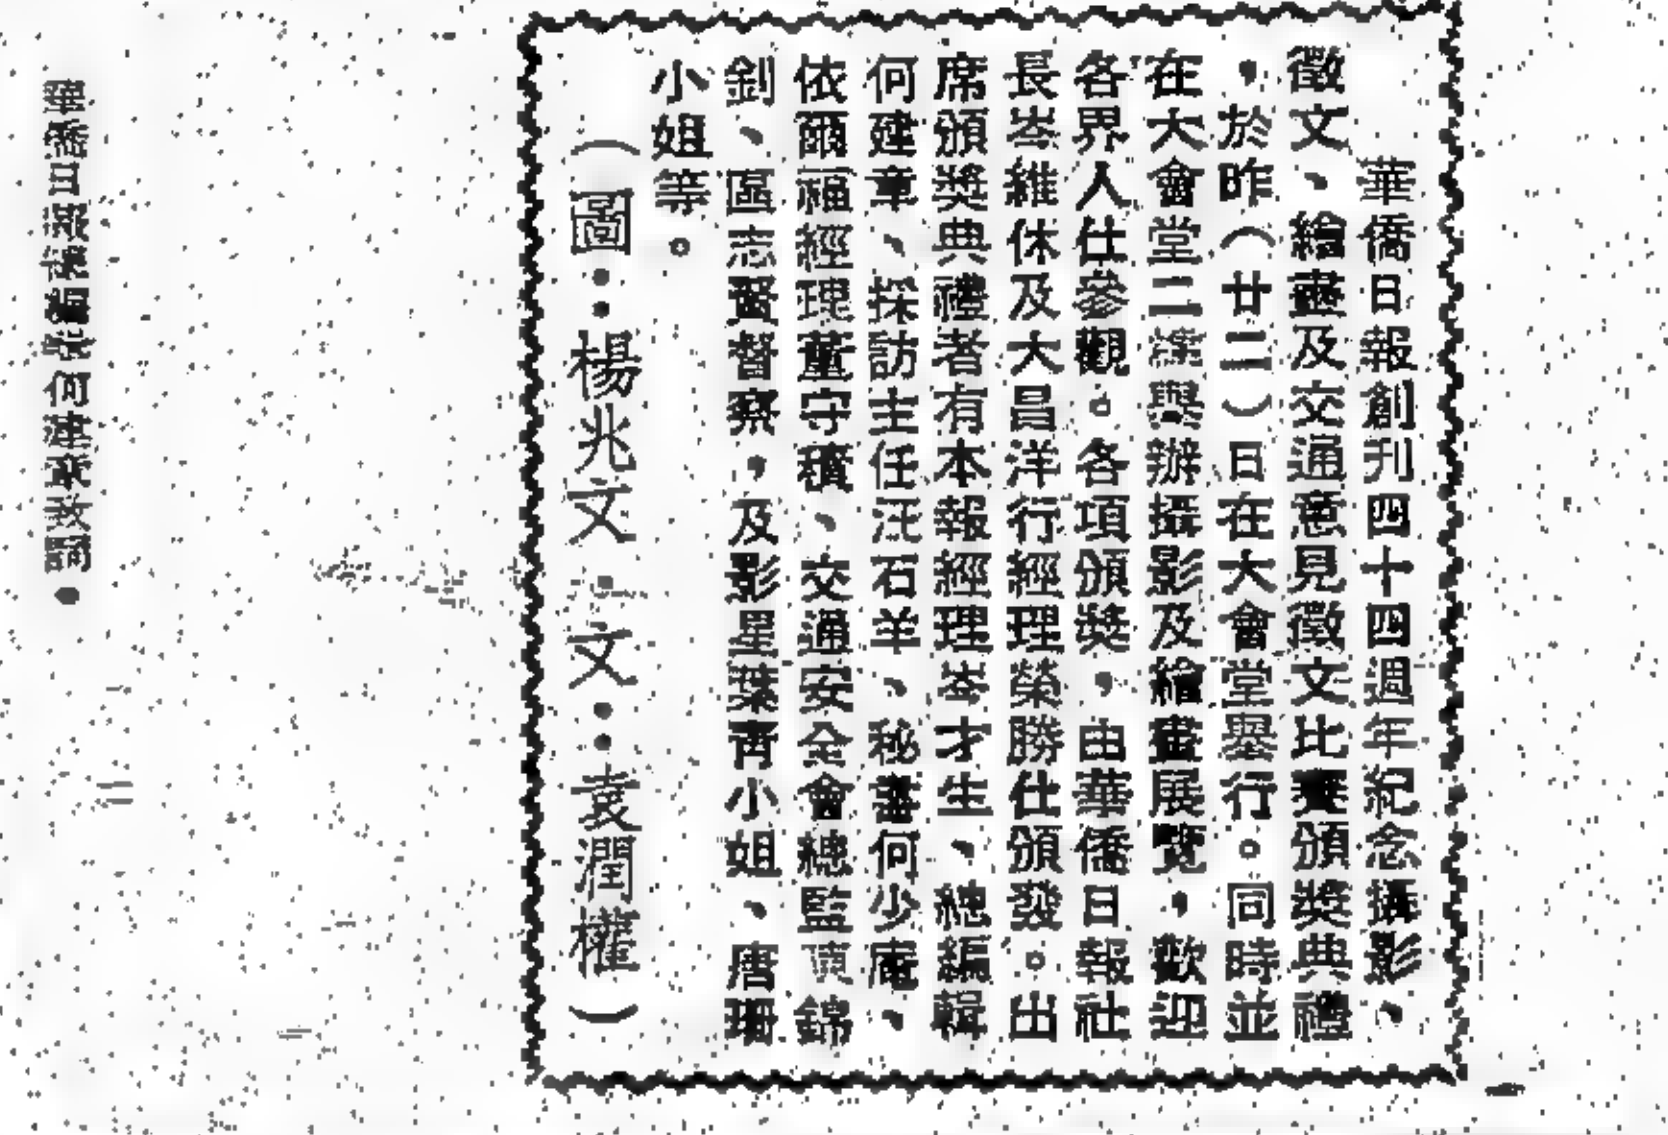 華僑日報創刊四十四週年紀念攝影、
徵文、繪畫及交通意見徵文比賽頒獎典禮
，於昨（廿二）日在大會堂舉行。同時並
在大會堂二樓舉辦攝影及繪畫展覽，歡迎
各界人仕參觀。各項頒獎，由華僑日報社
長岑維休及大昌洋行經理榮勝仕頒發。出
席頒獎典禮者有本報經理岑才生、總編輯
何建章、採訪主任汪石羊、秘書何少庵、
依爾福經理董守積、交通安全會總監黃錦
釗、區志賢督察，及影星葉青小姐、唐珊
小姐等。
（圖：楊兆文·文：袁潤權）
華僑日報總編輯何建章致詞●